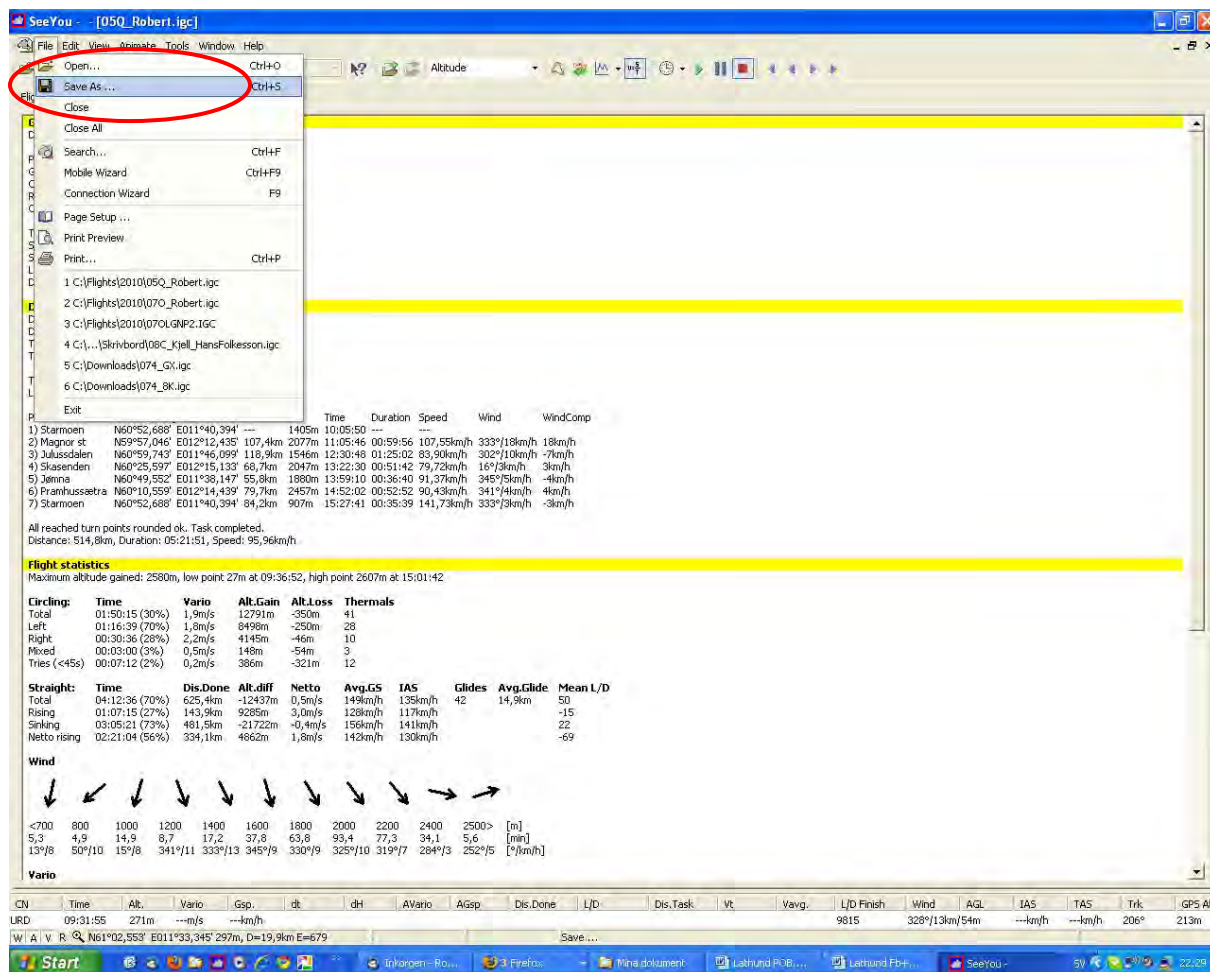 SeeYou - - [05Q_Robert.igc]
File Edit View Animate Tools Window Help
Open... Ctrl+O
Altitude
Save As ... Ctrl+S
Close
Close All
Search... Ctrl+F
Mobile Wizard Ctrl+F9
Connection Wizard F9
Page Setup ...
Print Preview
Print... Ctrl+P
1 C:\Flights\2010\05Q_Robert.igc
2 C:\Flights\2010\07O_Robert.igc
3 C:\Flights\2010\07OLGNP2.IGC
4 C:\...\Skrivbord\08C_Kjell_HansFolkesson.igc
5 C:\Downloads\074_GX.igc
6 C:\Downloads\074_8K.igc
Exit
Time Duration Speed Wind WindComp
1) Starmoen N60°52,688' E011°40,394' --- 1405m 10:05:50 --- ---
2) Magnor st N59°57,046' E012°12,435' 107,4km 2077m 11:05:46 00:59:56 107,55km/h 333°/18km/h 18km/h
3) Julussdalen N60°59,743' E011°46,099' 118,9km 1546m 12:30:48 01:25:02 83,90km/h 302°/10km/h -7km/h
4) Skasenden N60°25,597' E012°15,133' 68,7km 2047m 13:22:30 00:51:42 79,72km/h 16°/3km/h 3km/h
5) Jømna N60°49,552' E011°38,147' 55,8km 1880m 13:59:10 00:36:40 91,37km/h 345°/5km/h -4km/h
6) Pramhussætra N60°10,559' E012°14,439' 79,7km 2457m 14:52:02 00:52:52 90,43km/h 341°/4km/h 4km/h
7) Starmoen N60°52,688' E011°40,394' 84,2km 907m 15:27:41 00:35:39 141,73km/h 333°/3km/h -3km/h
All reached turn points rounded ok. Task completed.
Distance: 514,8km, Duration: 05:21:51, Speed: 95,96km/h
Flight statistics
Maximum altitude gained: 2580m, low point 27m at 09:36:52, high point 2607m at 15:01:42
Circling: Time Vario Alt.Gain Alt.Loss Thermals
Total 01:50:15 (30%) 1,9m/s 12791m -350m 41
Left 01:16:39 (70%) 1,8m/s 8498m -250m 28
Right 00:30:36 (28%) 2,2m/s 4145m -46m 10
Mixed 00:03:00 (3%) 0,5m/s 148m -54m 3
Tries (<45s) 00:07:12 (2%) 0,2m/s 386m -321m 12
Straight: Time Dis.Done Alt.diff Netto Avg.GS IAS Glides Avg.Glide Mean L/D
Total 04:12:36 (70%) 625,4km -12437m 0,5m/s 149km/h 135km/h 42 14,9km 50
Rising 01:07:15 (27%) 143,9km 9285m 3,0m/s 128km/h 117km/h -15
Sinking 03:05:21 (73%) 481,5km -21722m -0,4m/s 156km/h 141km/h 22
Netto rising 02:21:04 (56%) 334,1km 4862m 1,8m/s 142km/h 130km/h -69
Wind
<700 800 1000 1200 1400 1600 1800 2000 2200 2400 2500> [m]
5,3 4,9 14,9 8,7 17,2 37,8 63,8 93,4 77,3 34,1 5,6 [min]
13°/8 50°/10 15°/8 341°/11 333°/13 345°/9 330°/9 325°/10 319°/7 284°/3 252°/5 [°/km/h]
Vario
CN Time Alt. Vario Gsp. dt dH AVario AGsp Dis.Done L/D Dis.Task Vt Vavg. L/D Finish Wind AGL IAS TAS Trk GPS Al
URD 09:31:55 271m ---m/s ---km/h 9815 328°/13km/h 54m ---km/h ---km/h 206° 213m
W A V R N61°02,553' E011°33,345' 297m, D=19,9km E=679 Save ...
Start Inkorgen - Ro... 3 Firefox Mina dokument Lathund POB.... Lathund Fb+... SeeYou - SV 22:29